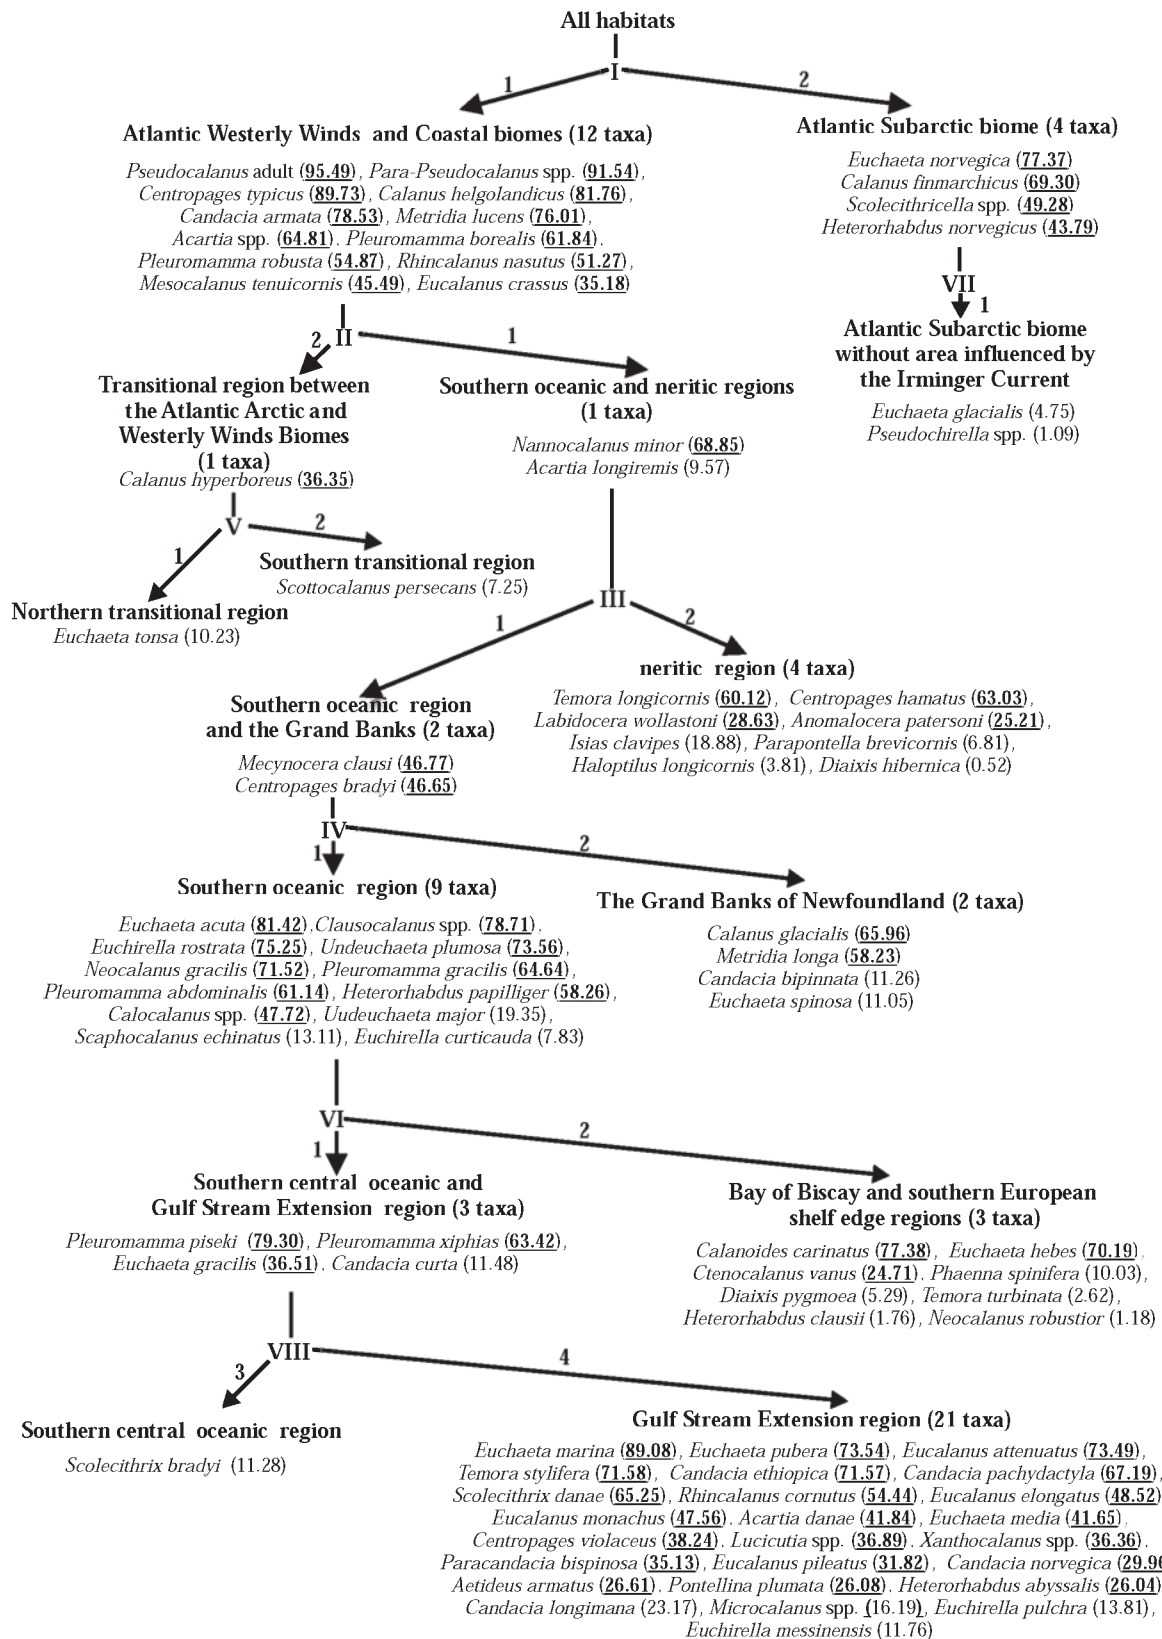 All habitats
I
1
2
Atlantic Westerly Winds and Coastal biomes (12 taxa)
Pseudocalanus adult (95.49), Para-Pseudocalanus spp. (91.54),
Centropages typicus (89.73), Calanus helgolandicus (81.76),
Candacia armata (78.53), Metridia lucens (76.01),
Acartia spp. (64.81), Pleuromamma borealis (61.84),
Pleuromamma robusta (54.87), Rhincalanus nasutus (51.27),
Mesocalanus tenuicornis (45.49), Eucalanus crassus (35.18)
Atlantic Subarctic biome (4 taxa)
Euchaeta norvegica (77.37)
Calanus finmarchicus (69.30)
Scolecithricella spp. (49.28)
Heterorhabdus norvegicus (43.79)
VII
1
Atlantic Subarctic biome
without area influenced by
the Irminger Current
Euchaeta glacialis (4.75)
Pseudochirella spp. (1.09)
II
2
1
Transitional region between
the Atlantic Arctic and
Westerly Winds Biomes
(1 taxa)
Calanus hyperboreus (36.35)
Southern oceanic and neritic regions
(1 taxa)
Nannocalanus minor (68.85)
Acartia longiremis (9.57)
V
1
2
Southern transitional region
Scottocalanus persecans (7.25)
Northern transitional region
Euchaeta tonsa (10.23)
III
1
2
Southern oceanic region
and the Grand Banks (2 taxa)
Mecynocera clausi (46.77)
Centropages bradyi (46.65)
neritic region (4 taxa)
Temora longicornis (60.12), Centropages hamatus (63.03),
Labidocera wollastoni (28.63), Anomalocera patersoni (25.21),
Isias clavipes (18.88), Parapontella brevicornis (6.81),
Haloptilus longicornis (3.81), Diaixis hibernica (0.52)
IV
1
2
Southern oceanic region (9 taxa)
Euchaeta acuta (81.42), Clausocalanus spp. (78.71),
Euchirella rostrata (75.25), Undeuchaeta plumosa (73.56),
Neocalanus gracilis (71.52), Pleuromamma gracilis (64.64),
Pleuromamma abdominalis (61.14), Heterorhabdus papilliger (58.26),
Calocalanus spp. (47.72), Uudeuchaeta major (19.35),
Scaphocalanus echinatus (13.11), Euchirella curticauda (7.83)
The Grand Banks of Newfoundland (2 taxa)
Calanus glacialis (65.96)
Metridia longa (58.23)
Candacia bipinnata (11.26)
Euchaeta spinosa (11.05)
VI
1
2
Southern central oceanic and
Gulf Stream Extension region (3 taxa)
Pleuromamma piseki (79.30), Pleuromamma xiphias (63.42),
Euchaeta gracilis (36.51), Candacia curta (11.48)
Bay of Biscay and southern European
shelf edge regions (3 taxa)
Calanoides carinatus (77.38), Euchaeta hebes (70.19),
Ctenocalanus vanus (24.71), Phaenna spinifera (10.03),
Diaixis pygmoea (5.29), Temora turbinata (2.62),
Heterorhabdus clausii (1.76), Neocalanus robustior (1.18)
VIII
3
4
Southern central oceanic region
Scolecithrix bradyi (11.28)
Gulf Stream Extension region (21 taxa)
Euchaeta marina (89.08), Euchaeta pubera (73.54), Eucalanus attenuatus (73.49),
Temora stylifera (71.58), Candacia ethiopica (71.57), Candacia pachydactyla (67.19),
Scolecithrix danae (65.25), Rhincalanus cornutus (54.44), Eucalanus elongatus (48.52)
Eucalanus monachus (47.56), Acartia danae (41.84), Euchaeta media (41.65),
Centropages violaceus (38.24), Lucicutia spp. (36.89), Xanthocalanus spp. (36.36),
Paracandacia bispinosa (35.13), Eucalanus pileatus (31.82), Candacia norvegica (29.96
Aetideus armatus (26.61), Pontellina plumata (26.08), Heterorhabdus abyssalis (26.04)
Candacia longimana (23.17), Microcalanus spp. (16.19), Euchirella pulchra (13.81),
Euchirella messinensis (11.76)